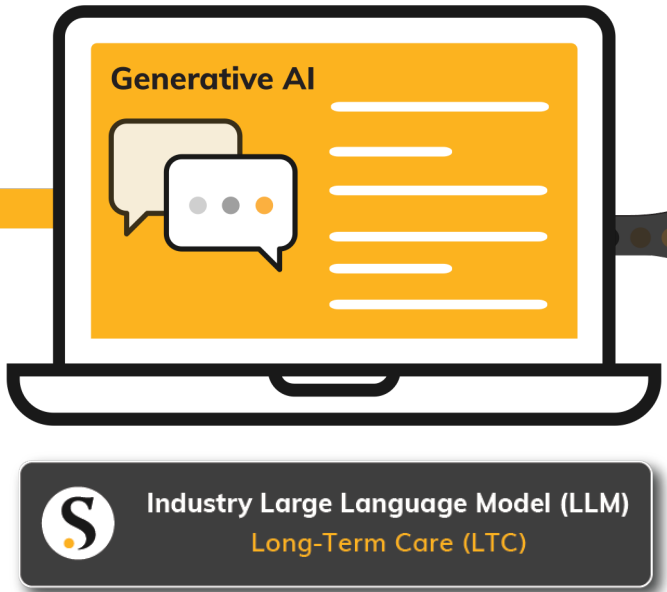 Generative AI
S
Industry Large Language Model (LLM)
Long-Term Care (LTC)